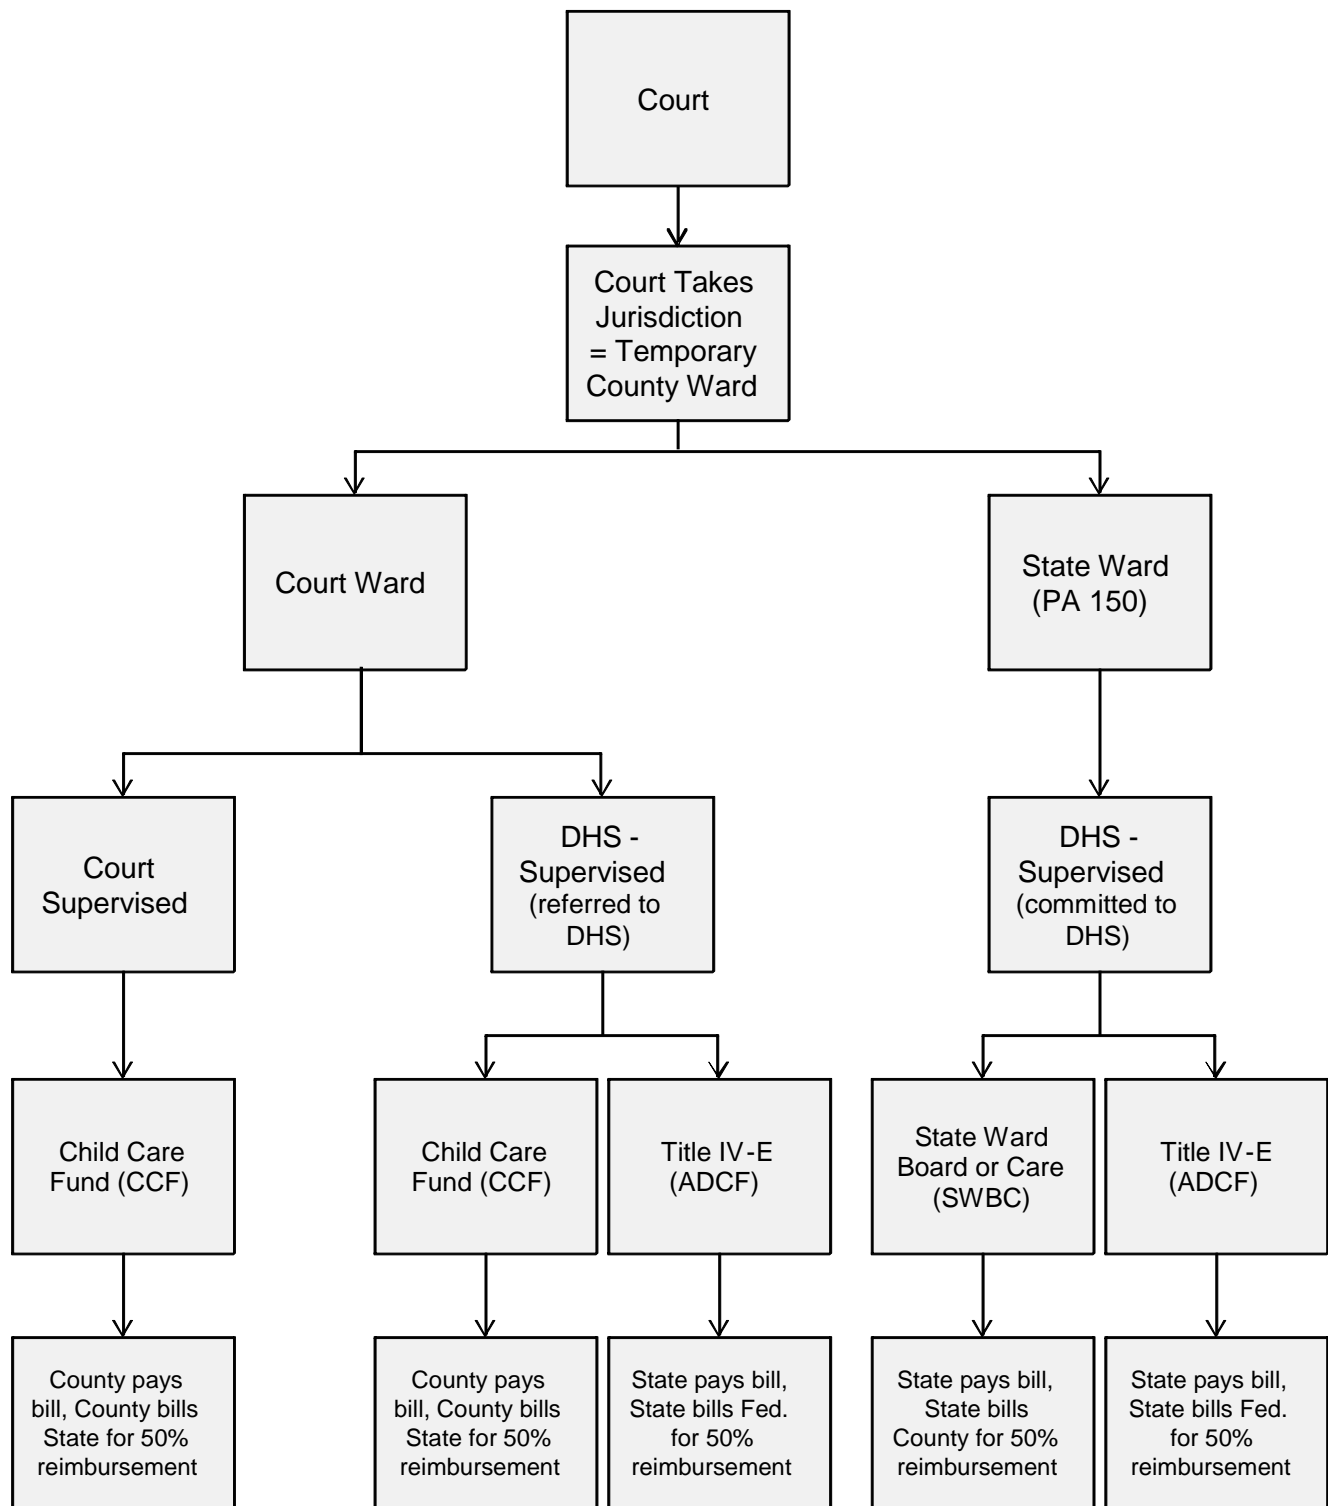 Court
Court Takes
Jurisdiction
= Temporary
County Ward
Court Ward
State Ward
(PA 150)
Court
Supervised
DHS -
Supervised
(referred to
DHS)
DHS -
Supervised
(committed to
DHS)
Child Care
Fund (CCF)
Child Care
Fund (CCF)
Title IV-E
(ADCF)
State Ward
Board or Care
(SWBC)
Title IV-E
(ADCF)
County pays
bill, County bills
State for 50%
reimbursement
County pays
bill, County bills
State for 50%
reimbursement
State pays bill,
State bills Fed.
for 50%
reimbursement
State pays bill,
State bills
County for 50%
reimbursement
State pays bill,
State bills Fed.
for 50%
reimbursement